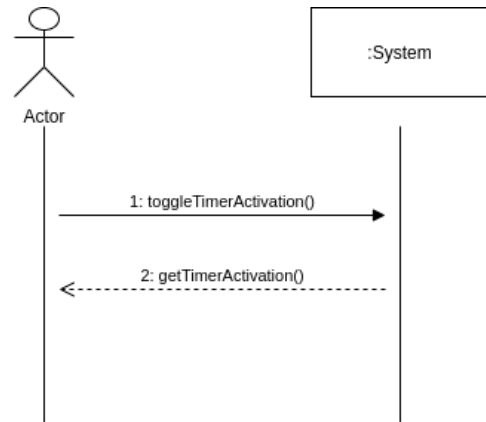 :System
Actor
1: toggleTimerActivation()
2: getTimerActivation()